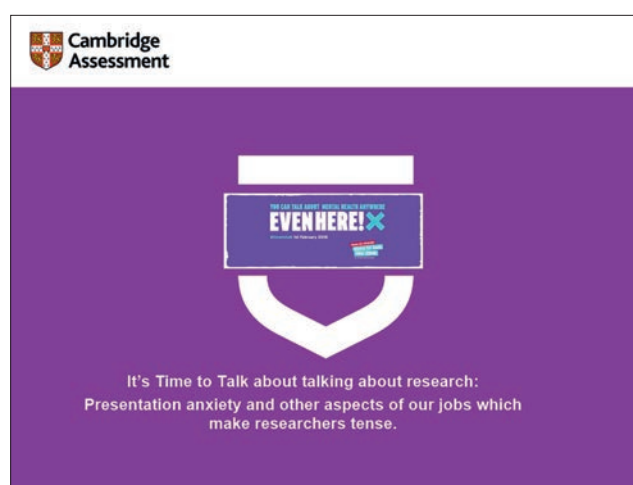 Cambridge
Assessment
YOU CAN TALK ABOUT MENTAL HEALTH ANYWHERE
EVEN HERE!
It's Time to Talk about talking about research:
Presentation anxiety and other aspects of our jobs which
make researchers tense.